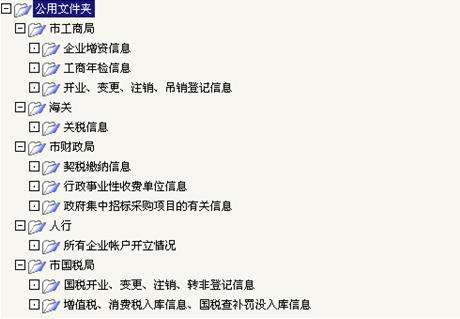 公用文件夹
市工商局
企业增资信息
工商年检信息
开业、变更、注销、吊销登记信息
海关
关税信息
市财政局
契税缴纳信息
行政事业性收费单位信息
政府集中招标采购项目的有关信息
人行
所有企业帐户开立情况
市国税局
国税开业、变更、注销、转非登记信息
增值税、消费税入库信息、国税查补罚没入库信息